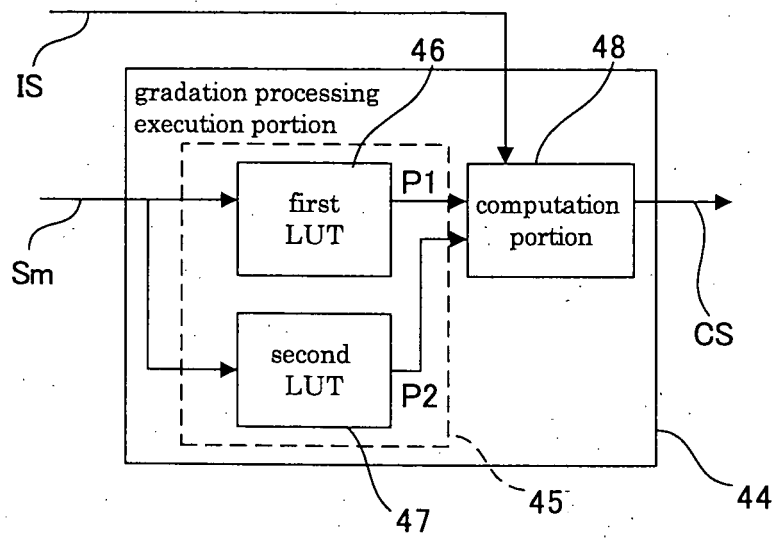 IS
46
48
gradation processing
execution portion
first
LUT
P1
computation
portion
Sm
CS
second
LUT
P2
47
45
44